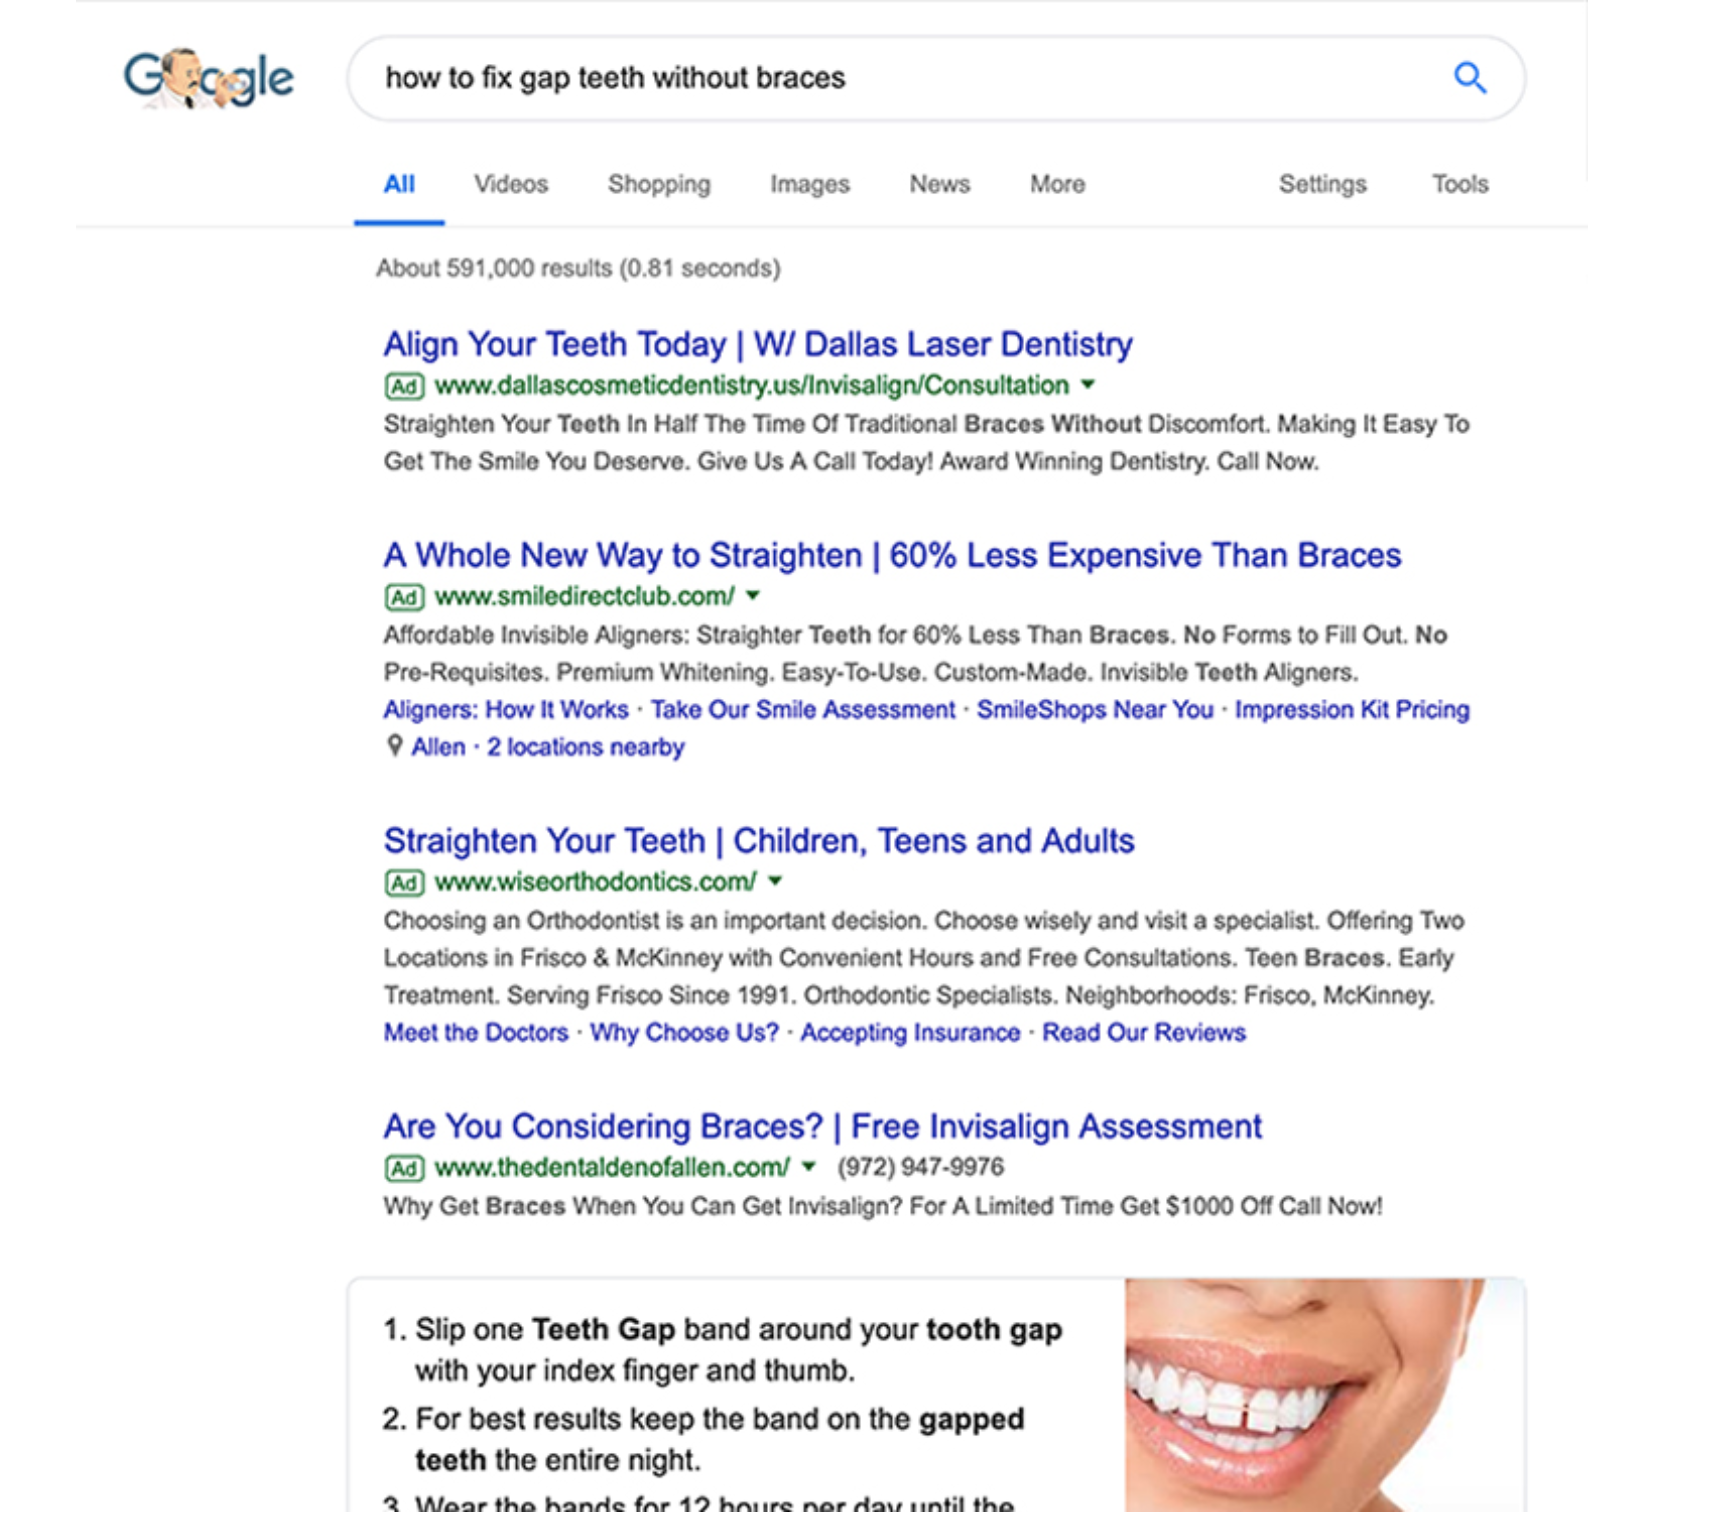 Google
how to fix gap teeth without braces
All Videos Shopping Images News More Settings Tools
About 591,000 results (0.81 seconds)
Align Your Teeth Today | W/ Dallas Laser Dentistry
Ad www.dallascosmeticdentistry.us/Invisalign/Consultation
Straighten Your Teeth In Half The Time Of Traditional Braces Without Discomfort. Making It Easy To
Get The Smile You Deserve. Give Us A Call Today! Award Winning Dentistry. Call Now.
A Whole New Way to Straighten | 60% Less Expensive Than Braces
Ad www.smiledirectclub.com/
Affordable Invisible Aligners: Straighter Teeth for 60% Less Than Braces. No Forms to Fill Out. No
Pre-Requisites. Premium Whitening. Easy-To-Use. Custom-Made. Invisible Teeth Aligners.
Aligners: How It Works · Take Our Smile Assessment · SmileShops Near You · Impression Kit Pricing
Allen · 2 locations nearby
Straighten Your Teeth | Children, Teens and Adults
Ad www.wiseorthodontics.com/
Choosing an Orthodontist is an important decision. Choose wisely and visit a specialist. Offering Two
Locations in Frisco & McKinney with Convenient Hours and Free Consultations. Teen Braces. Early
Treatment. Serving Frisco Since 1991. Orthodontic Specialists. Neighborhoods: Frisco, McKinney.
Meet the Doctors · Why Choose Us? · Accepting Insurance · Read Our Reviews
Are You Considering Braces? | Free Invisalign Assessment
Ad www.thedentaldenofallen.com/ (972) 947-9976
Why Get Braces When You Can Get Invisalign? For A Limited Time Get $1000 Off Call Now!
1. Slip one Teeth Gap band around your tooth gap
with your index finger and thumb.
2. For best results keep the band on the gapped
teeth the entire night.
3. Wear the bands for 12 hours per day until the